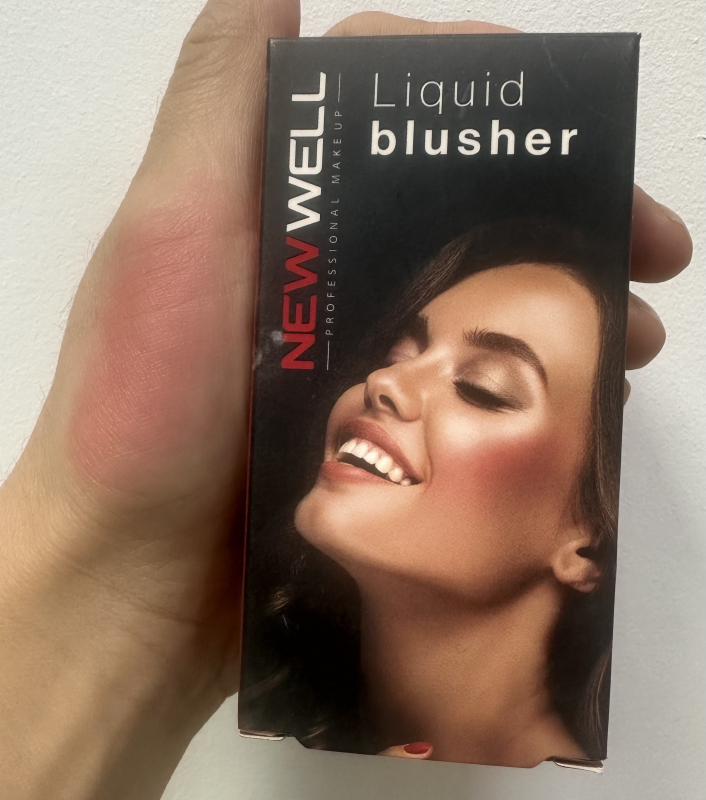 Liquid
blusher
NEW WELL
PROFESSIONAL MAKE UP